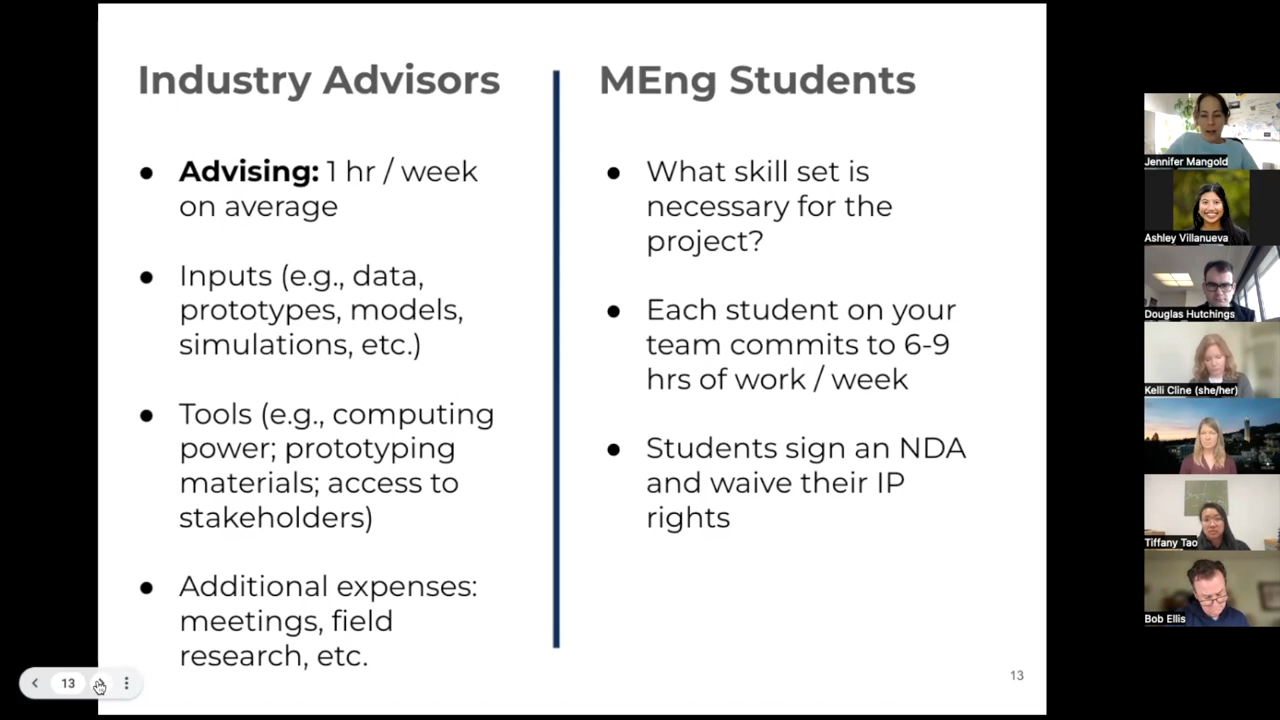 Industry Advisors
● Advising: 1 hr / week
on average
● Inputs (e.g., data,
prototypes, models,
simulations, etc.)
● Tools (e.g., computing
power; prototyping
materials; access to
stakeholders)
● Additional expenses:
meetings, field
research, etc.
MEng Students
● What skill set is
necessary for the
project?
● Each student on your
team commits to 6-9
hrs of work / week
● Students sign an NDA
and waive their IP
rights
13
13
Jennifer Mangold
Ashley Villanueva
Douglas Hutchings
Kelli Cline (she/her)
Tiffany Tao
Bob Ellis